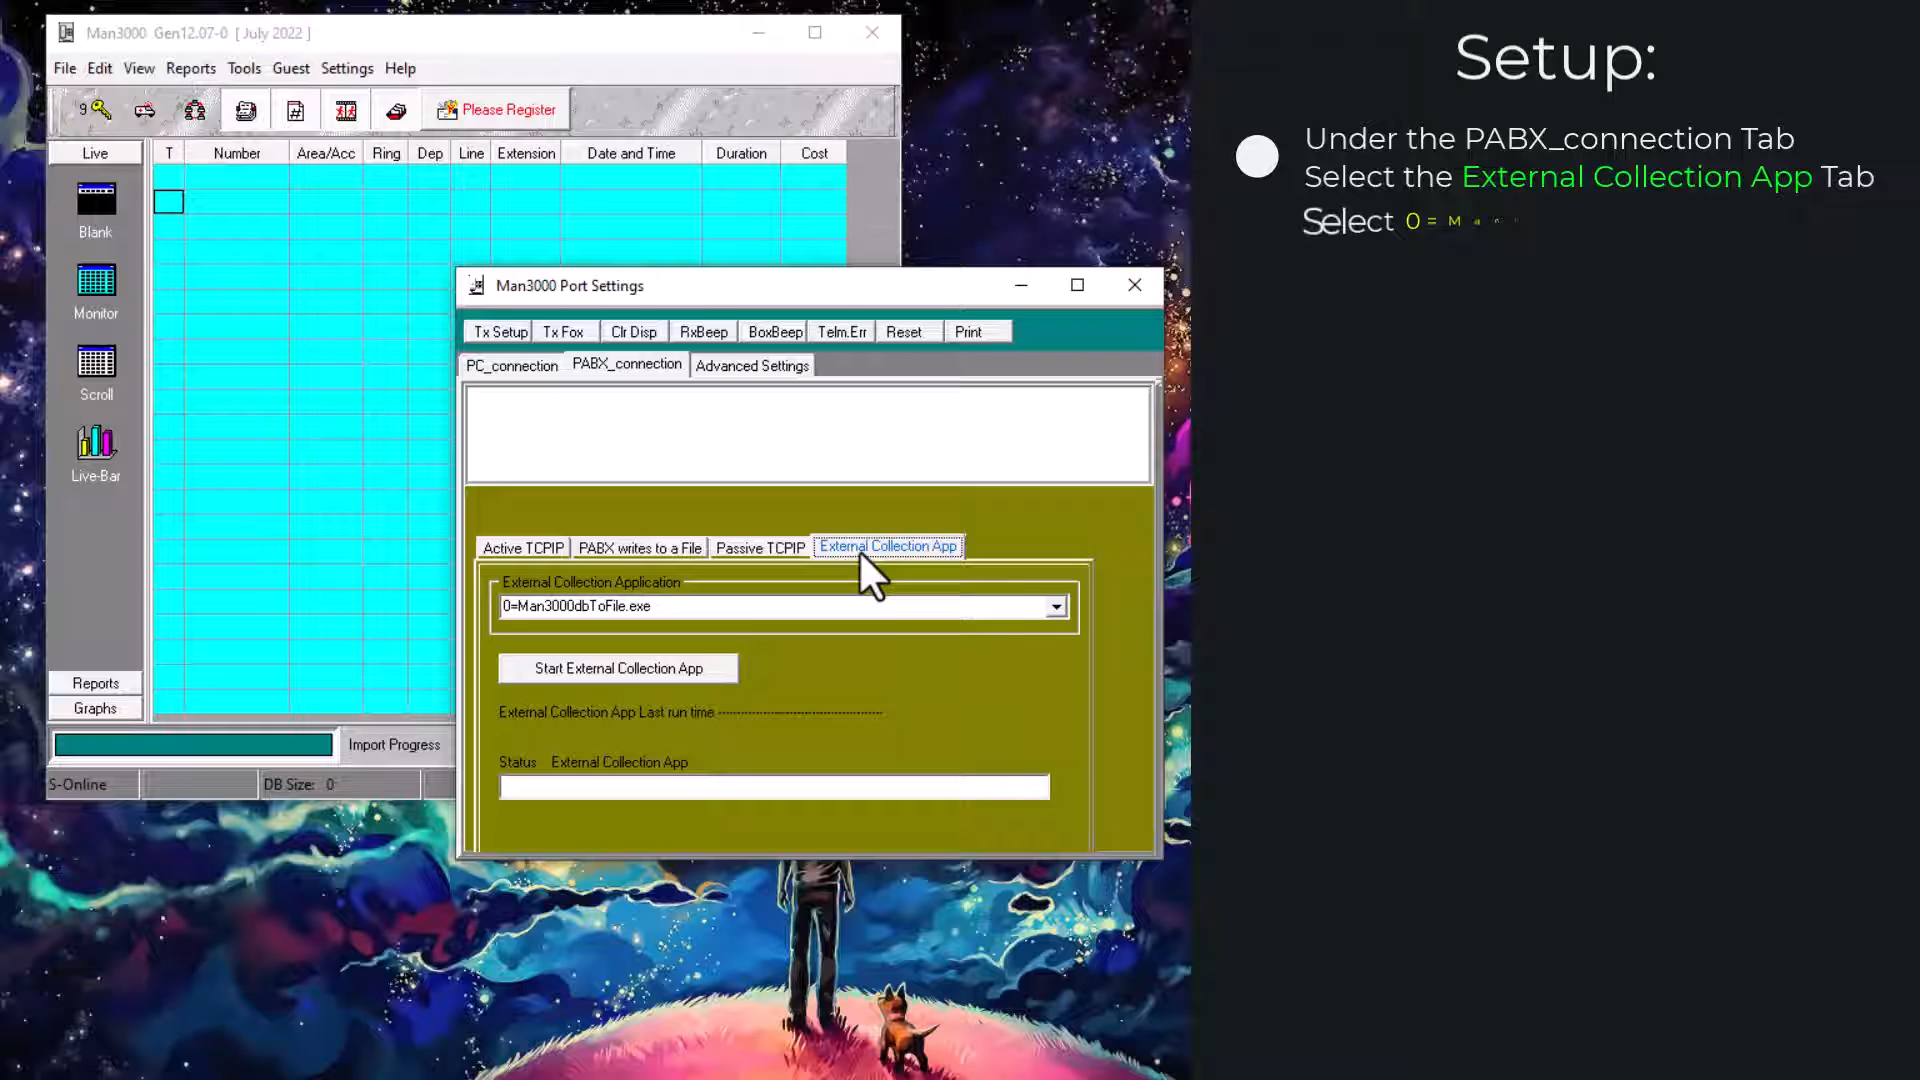 Man3000 Gen12.07-0 [ July 2022 ]
File Edit View Reports Tools Guest Settings Help
9
Please Register
Live
T Number Area/Acc Ring Dep Line Extension Date and Time Duration Cost
Blank
Monitor
Scroll
Live-Bar
Reports
Graphs
Import Progress
S-Online
DB Size: 0
Man3000 Port Settings
Tx Setup Tx Fox Clr Disp RxBeep BoxBeep Telm.Err Reset Print
PC_connection PABX_connection Advanced Settings
Active TCPIP PABX writes to a File Passive TCPIP External Collection App
External Collection Application
0=Man3000dbToFile.exe
Start External Collection App
External Collection App Last run time -----------------------------------------
Status External Collection App
Setup:
Under the PABX_connection Tab
Select the External Collection App Tab
Select 0 = M a